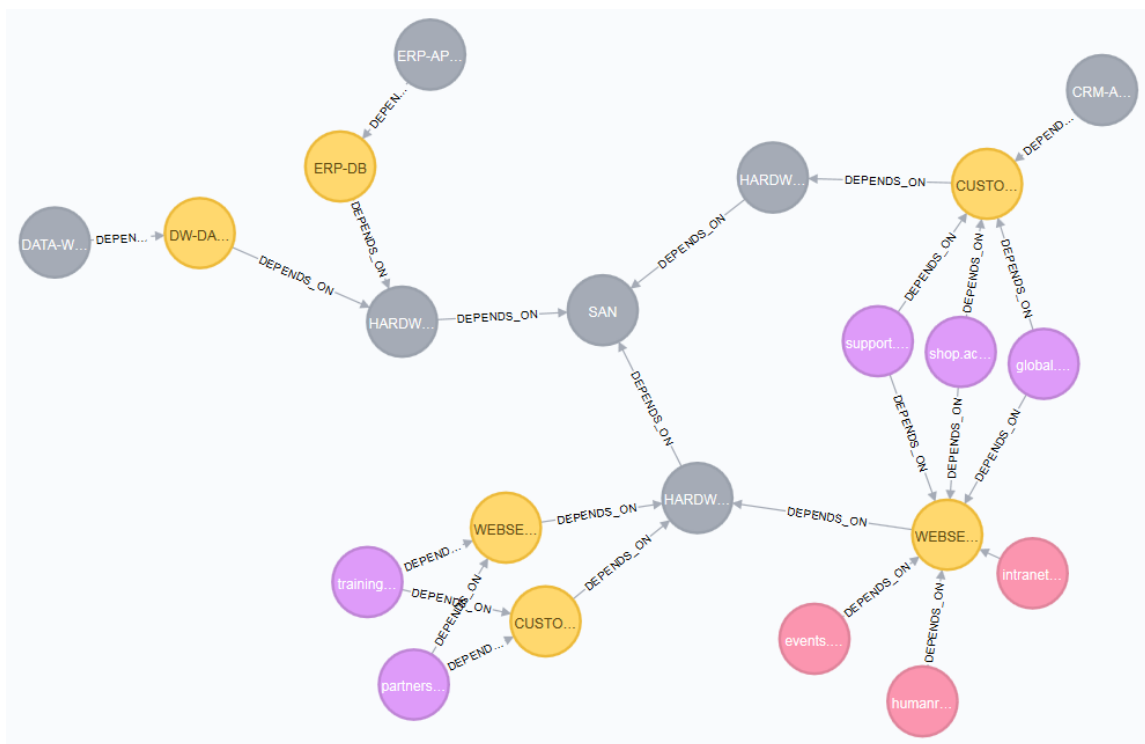 ERP-AP...
DEPEN...
ERP-DB
DEPENDS_ON
DATA-W...
DEPEN...
DW-DA...
DEPENDS_ON
HARDW...
DEPENDS_ON
SAN
DEPENDS_ON
HARDW...
DEPENDS_ON
CUSTO...
DEPEND...
CRM-A...
DEPENDS_ON
DEPENDS_ON
DEPENDS_ON
support....
shop.ac...
global....
DEPENDS_ON
DEPENDS_ON
DEPENDS_ON
DEPENDS_ON
HARDW...
DEPENDS_ON
WEBSE...
DEPENDS_ON
WEBSE...
intranet...
DEPENDS_ON
events....
DEPENDS_ON
humanr...
training...
DEPEND...
DEPENDS_ON
DEPENDS_ON
CUSTO...
DEPENDS_ON
DEPEND...
partners...